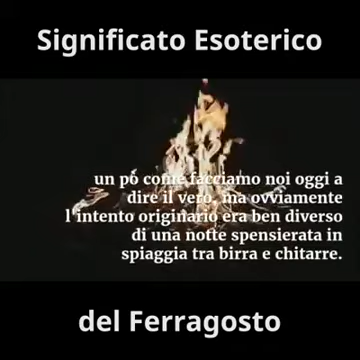 Significato Esoterico
un pò come facciamo noi oggi a
dire il vero, ma ovviamente
l'intento originario era ben diverso
di una notte spensierata in
spiaggia tra birra e chitarre.
del Ferragosto